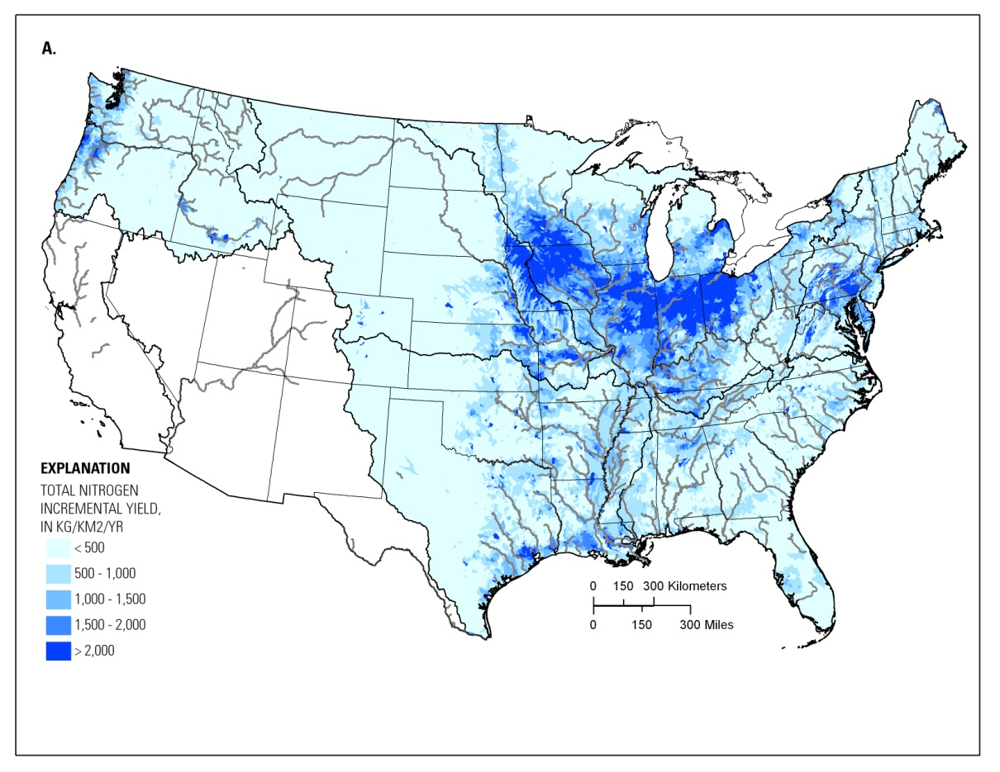 A.
EXPLANATION
TOTAL NITROGEN
INCREMENTAL YIELD,
IN KG/KM2/YR
< 500
500 - 1,000
1,000 - 1,500
1,500 - 2,000
> 2,000
0 150 300 Kilometers
0 150 300 Miles